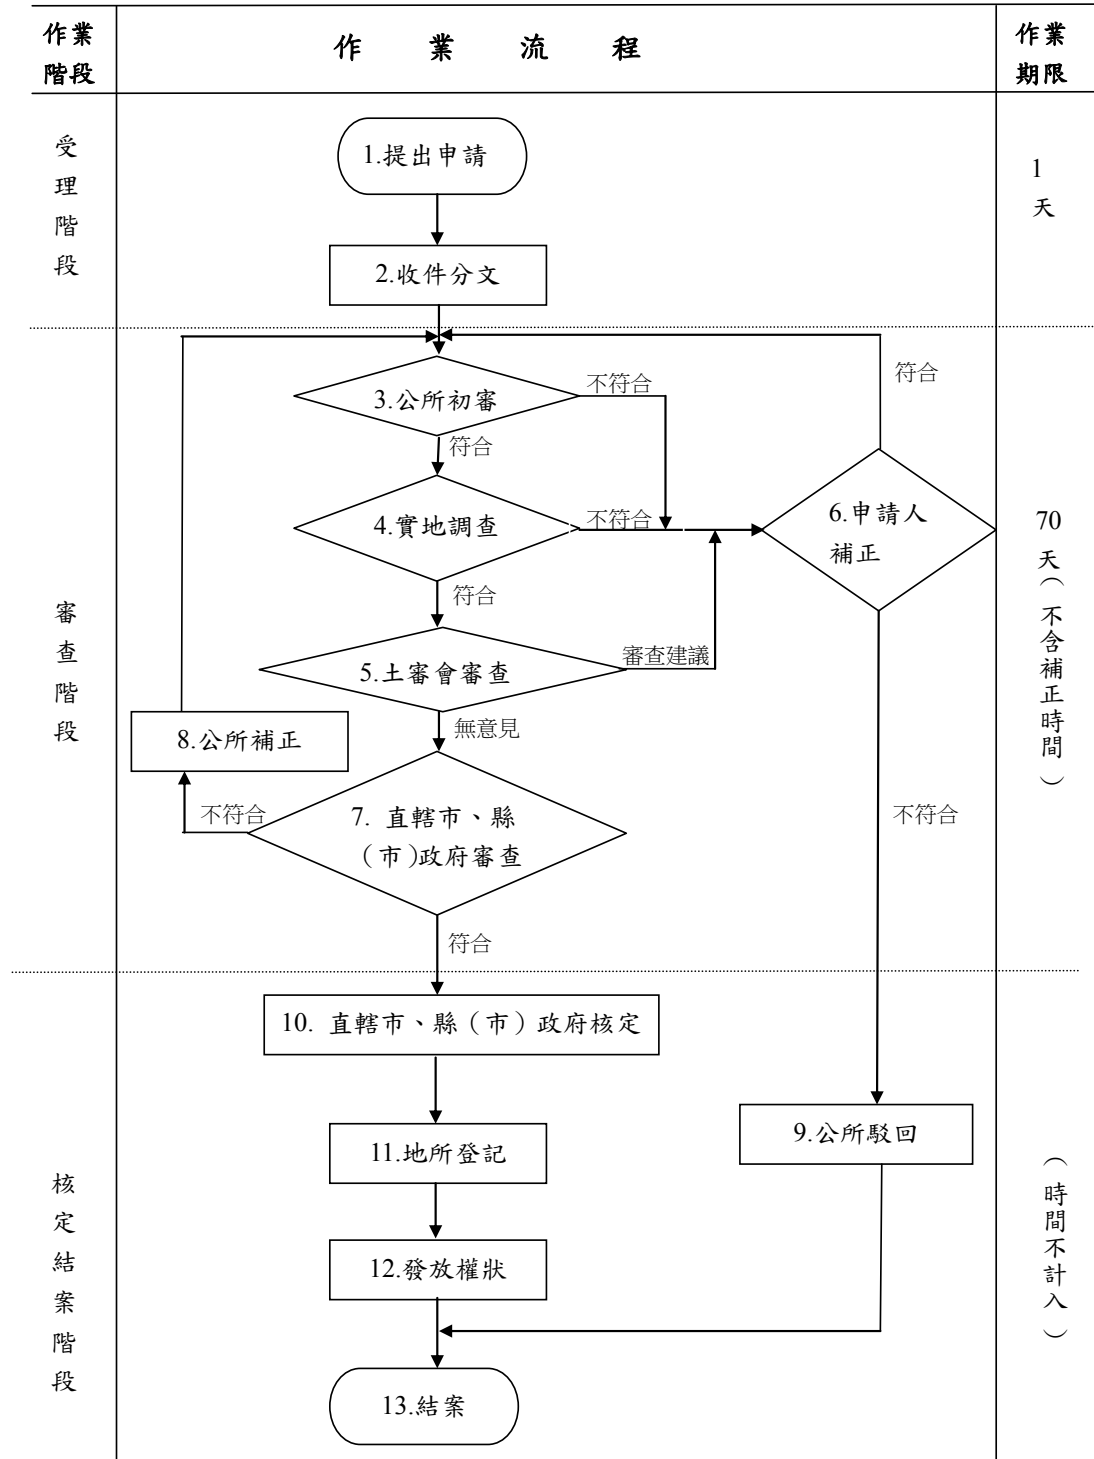 作業
階段
作業流程
作業
期限
受理階段
1.提出申請
1
天
2.收件分文
審查階段
3.公所初審
不符合
符合
符合
4.實地調查
不符合
6.申請人
補正
70
天(不含補正時間)
符合
5.土審會審查
審查建議
無意見
8.公所補正
不符合
7. 直轄市、縣
(市)政府審查
不符合
符合
核定結案階段
10. 直轄市、縣(市)政府核定
9.公所駁回
11.地所登記
(時間不計入)
12.發放權狀
13.結案